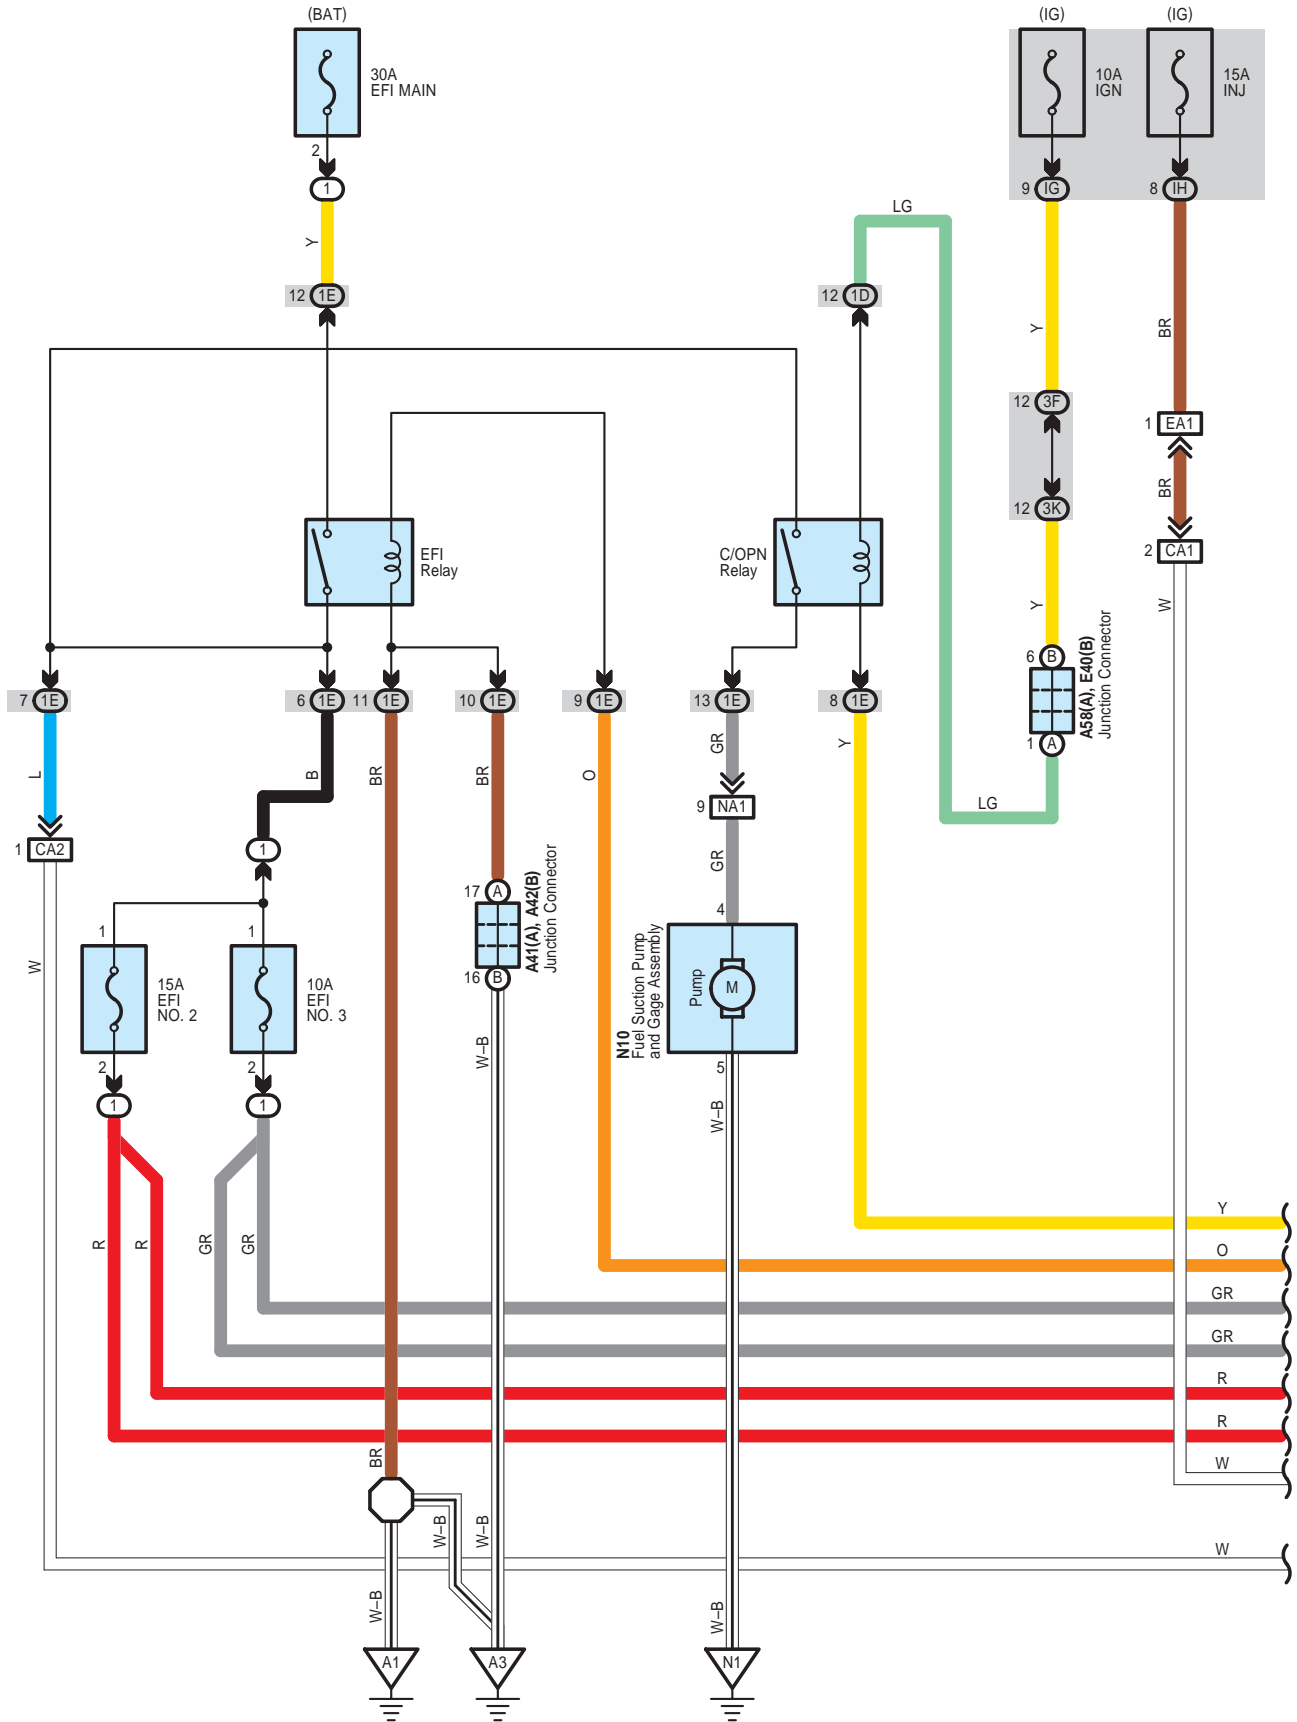 (BAT)
(IG)
(IG)
30A
EFI MAIN
10A
IGN
15A
INJ
2
1
9 IG
8 IH
LG
Y
12 1E
12 1D
Y
BR
12 3F
1 EA1
BR
12 3K
2 CA1
EFI
Relay
C/OPN
Relay
Y
W
6 B
A58(A), E40(B)
Junction Connector
1 A
7 1E
6 1E
11 1E
10 1E
9 1E
13 1E
8 1E
L
B
BR
BR
O
GR
Y
LG
9 NA1
1 CA2
1
GR
17 A
A41(A), A42(B)
Junction Connector
16 B
4
1
1
W
15A
EFI
NO. 2
10A
EFI
NO. 3
N10
Fuel Suction Pump
and Gage Assembly
Pump
M
W–B
2
2
5
1
1
W–B
R
R
GR
GR
Y
O
GR
GR
R
R
W
BR
W–B
W–B
W
W–B
W–B
A1
A3
N1